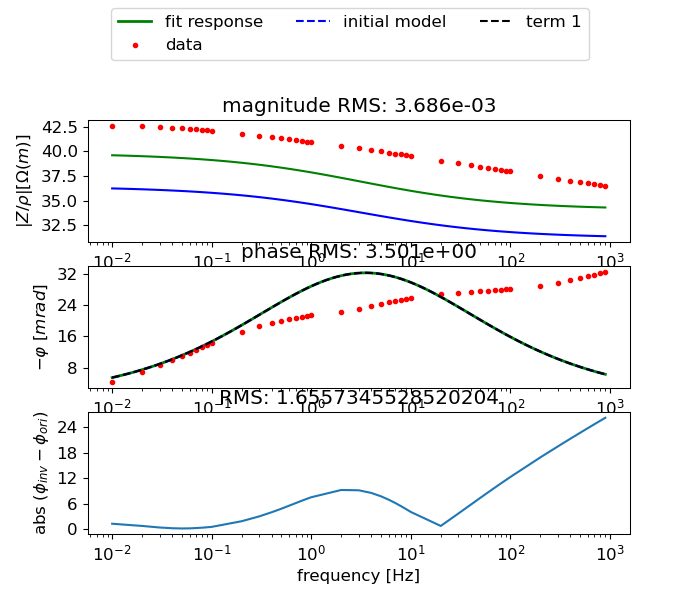 fit response initial model term 1
data
magnitude RMS: 3.686e-03
|Z/ρ|[Ω(m)]
42.5
40.0
37.5
35.0
32.5
10⁻² 10⁻¹ 10⁰ 10¹ 10² 10³
phase RMS: 3.501e+00
−φ [mrad]
32
24
16
8
10⁻² 10⁻¹ 10⁰ 10¹ 10² 10³
RMS: 1.6557345528520204
abs (ϕinv − ϕori)
24
18
12
6
0
10⁻² 10⁻¹ 10⁰ 10¹ 10² 10³
frequency [Hz]